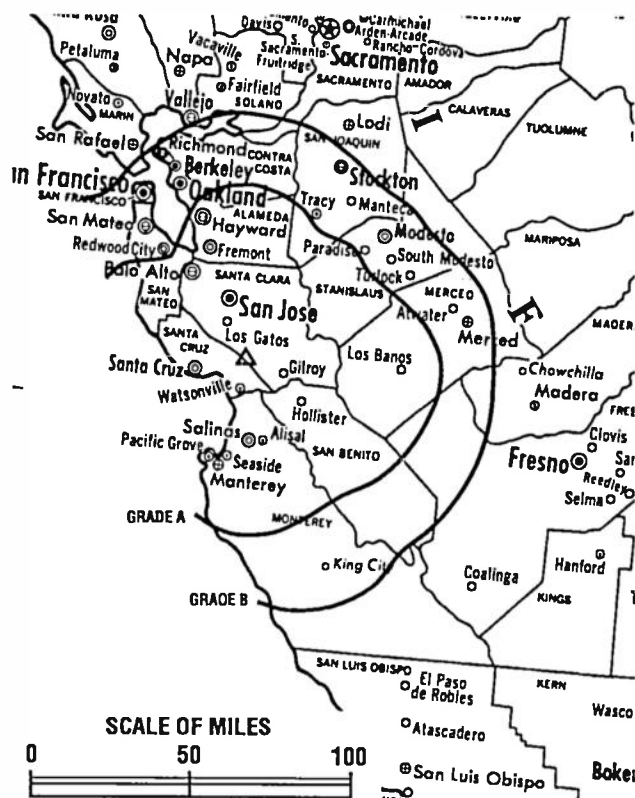 Petaluma
Napa
Vacaville
Davis
Carmichael
Arden-Arcade
Rancho-Cordova
S.
Sacramento
Sacramento-
Fruitridge
Fairfield
SOLANO
SACRAMENTO
AMADOR
CALAVERAS
TUOLUMNE
Novato
MARIN
Vallejo
Lodi
SAN JOAQUIN
San Rafael
Richmond
CONTRA
COSTA
Berkeley
Oakland
Stockton
SAN FRANCISCO
ALAMEDA
Tracy
Manteca
San Mateo
Hayward
Modesto
MARIPOSA
Redwood City
Fremont
Paradise
South Modesto
Palo Alto
SANTA CLARA
STANISLAUS
Turlock
MERCED
SAN
MATEO
San Jose
Atwater
Merced
Los Gatos
SANTA
CRUZ
Santa Cruz
Gilroy
Los Banos
Chowchilla
Watsonville
Madera
Hollister
Salinas
Alisal
SAN BENITO
Clovis
Pacific Grove
Seaside
Monterey
Fresno
Reedley
Selma
GRADE A
MONTEREY
King City
Hanford
Coalinga
GRADE B
KINGS
SAN LUIS OBISPO
El Paso
de Robles
KERN
Wasco
SCALE OF MILES
Atascadero
0 50 100
San Luis Obispo